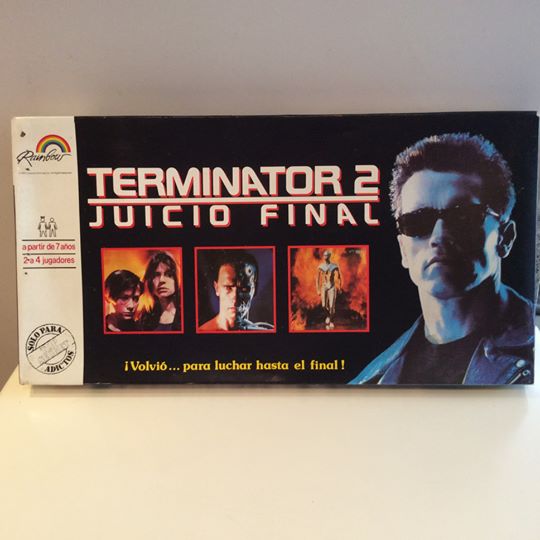 Rainbow
TERMINATOR 2
JUICIO FINAL
a partir de 7 años
2 a 4 jugadores
SOLO PARA
ADICTOS
¡Volvió... para luchar hasta el final!